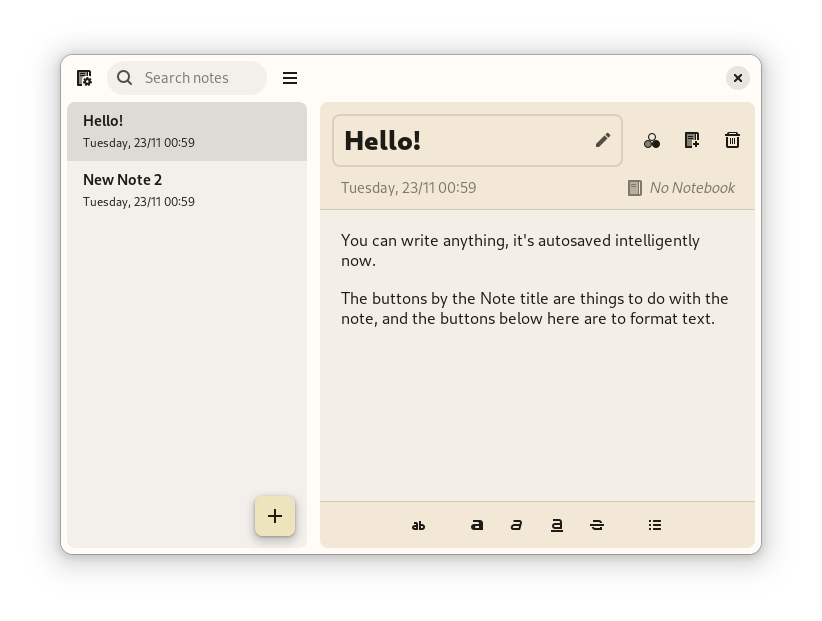 Search notes
Hello!
Tuesday, 23/11 00:59
New Note 2
Tuesday, 23/11 00:59
Hello!
Tuesday, 23/11 00:59
No Notebook
You can write anything, it's autosaved intelligently
now.
The buttons by the Note title are things to do with the
note, and the buttons below here are to format text.
ab
a
a
a
a